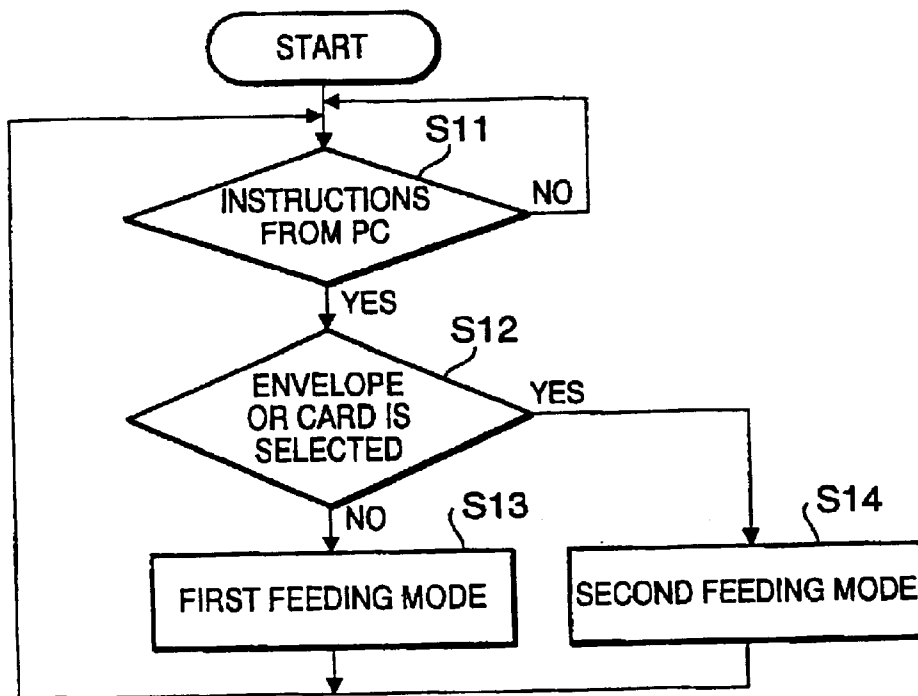 START
S11
INSTRUCTIONS
FROM PC
NO
YES
S12
ENVELOPE
OR CARD IS
SELECTED
YES
NO
S13
S14
FIRST FEEDING MODE
SECOND FEEDING MODE